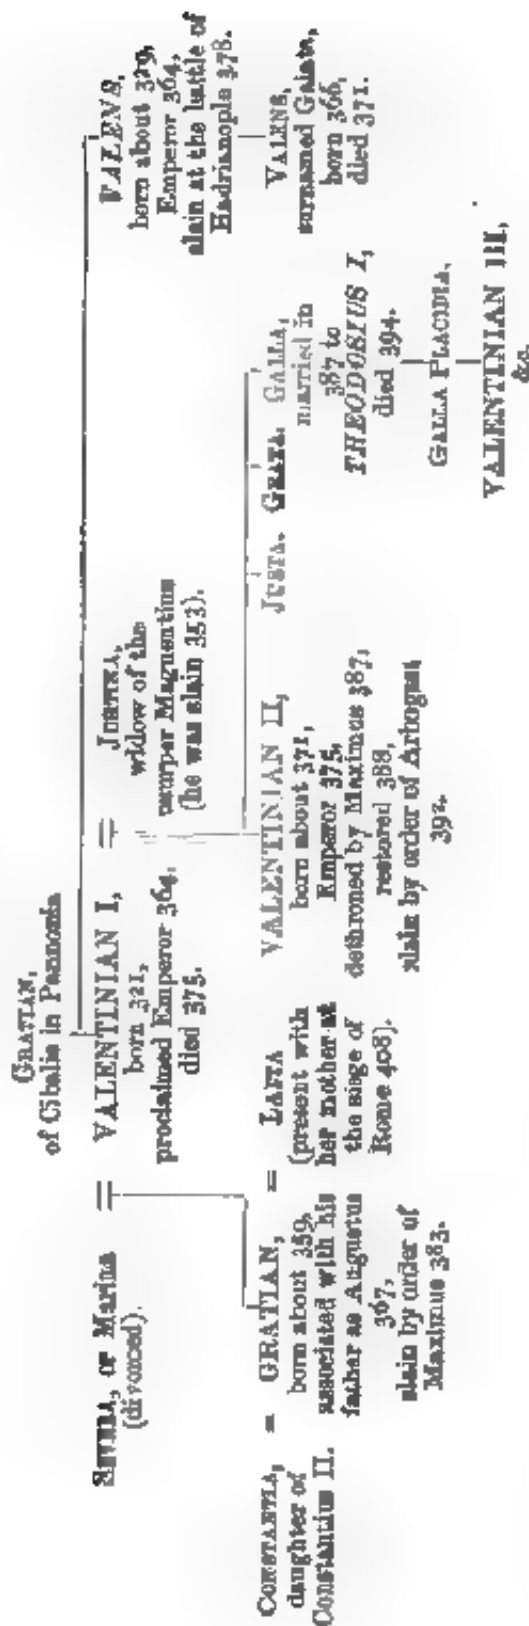 GRATIAN,
of Cibalis in Pannonia
SEVERA, or Marina
(divorced).
=
VALENTINIAN I,
born 321,
proclaimed Emperor 364,
died 375.
=
JUSTINA,
widow of the
usurper Magnentius
(he was slain 353).
VALENS,
born about 329,
Emperor 364,
slain at the battle of
Hadrianople 378.
CONSTANTIA,
daughter of
Constantius II.
=
GRATIAN,
born about 359,
associated with his
father as Augustus
367,
slain by order of
Maximus 383.
=
LAETA
(present with
her mother at
the siege of
Rome 408).
VALENTINIAN II,
born about 371,
Emperor 375,
dethroned by Maximus 387,
restored 388,
slain by order of Arbogast
392.
JUSTA.
GRATA.
GALLA,
married in
387 to
THEODOSIUS I,
died 394.
GALLA PLACIDIA.
VALENTINIAN III,
&c.
VALENS,
surnamed Galate,
born 366,
died 371.